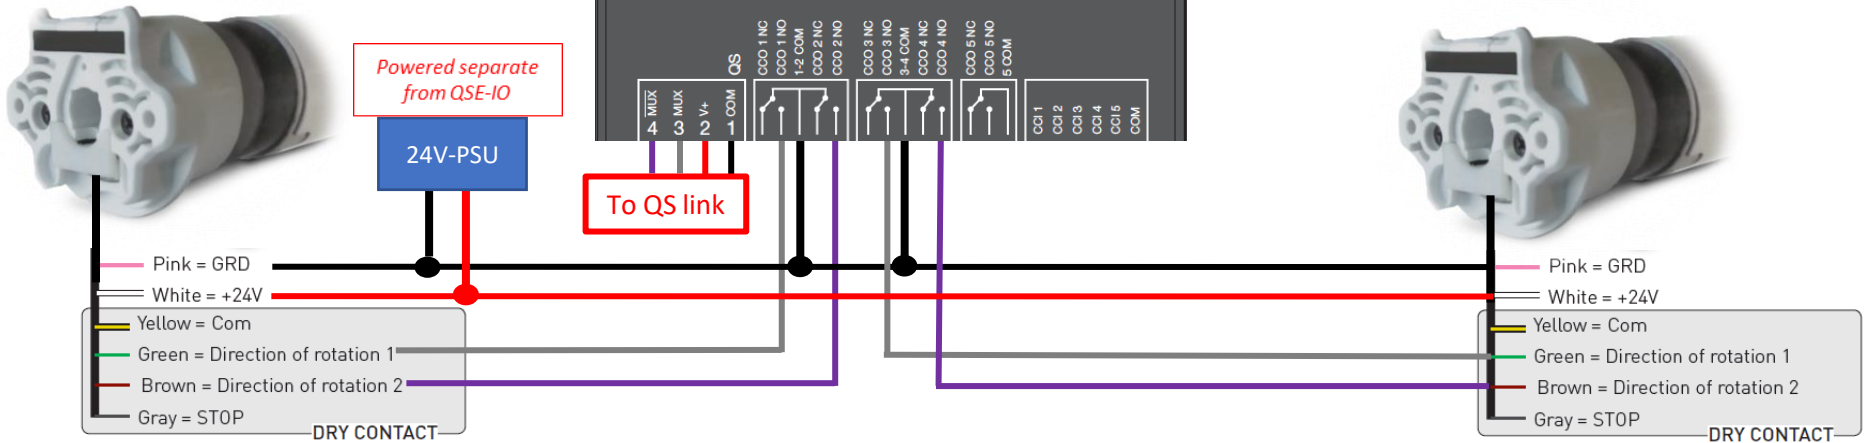 Powered separate
from QSE-IO
24V-PSU
QS
CCO 1 NC
CCO 1 NO
1-2 COM
CCO 2 NC
CCO 2 NO
CCO 3 NC
CCO 3 NO
3-4 COM
CCO 4 NC
CCO 4 NO
CCO 5 NC
CCO 5 NO
5 COM
4 MUX
3 MUX
2 V+
1 COM
CCI 1
CCI 2
CCI 3
CCI 4
CCI 5
COM
To QS link
Pink = GRD
White = +24V
Yellow = Com
Green = Direction of rotation 1
Brown = Direction of rotation 2
Gray = STOP
DRY CONTACT
Pink = GRD
White = +24V
Yellow = Com
Green = Direction of rotation 1
Brown = Direction of rotation 2
Gray = STOP
DRY CONTACT